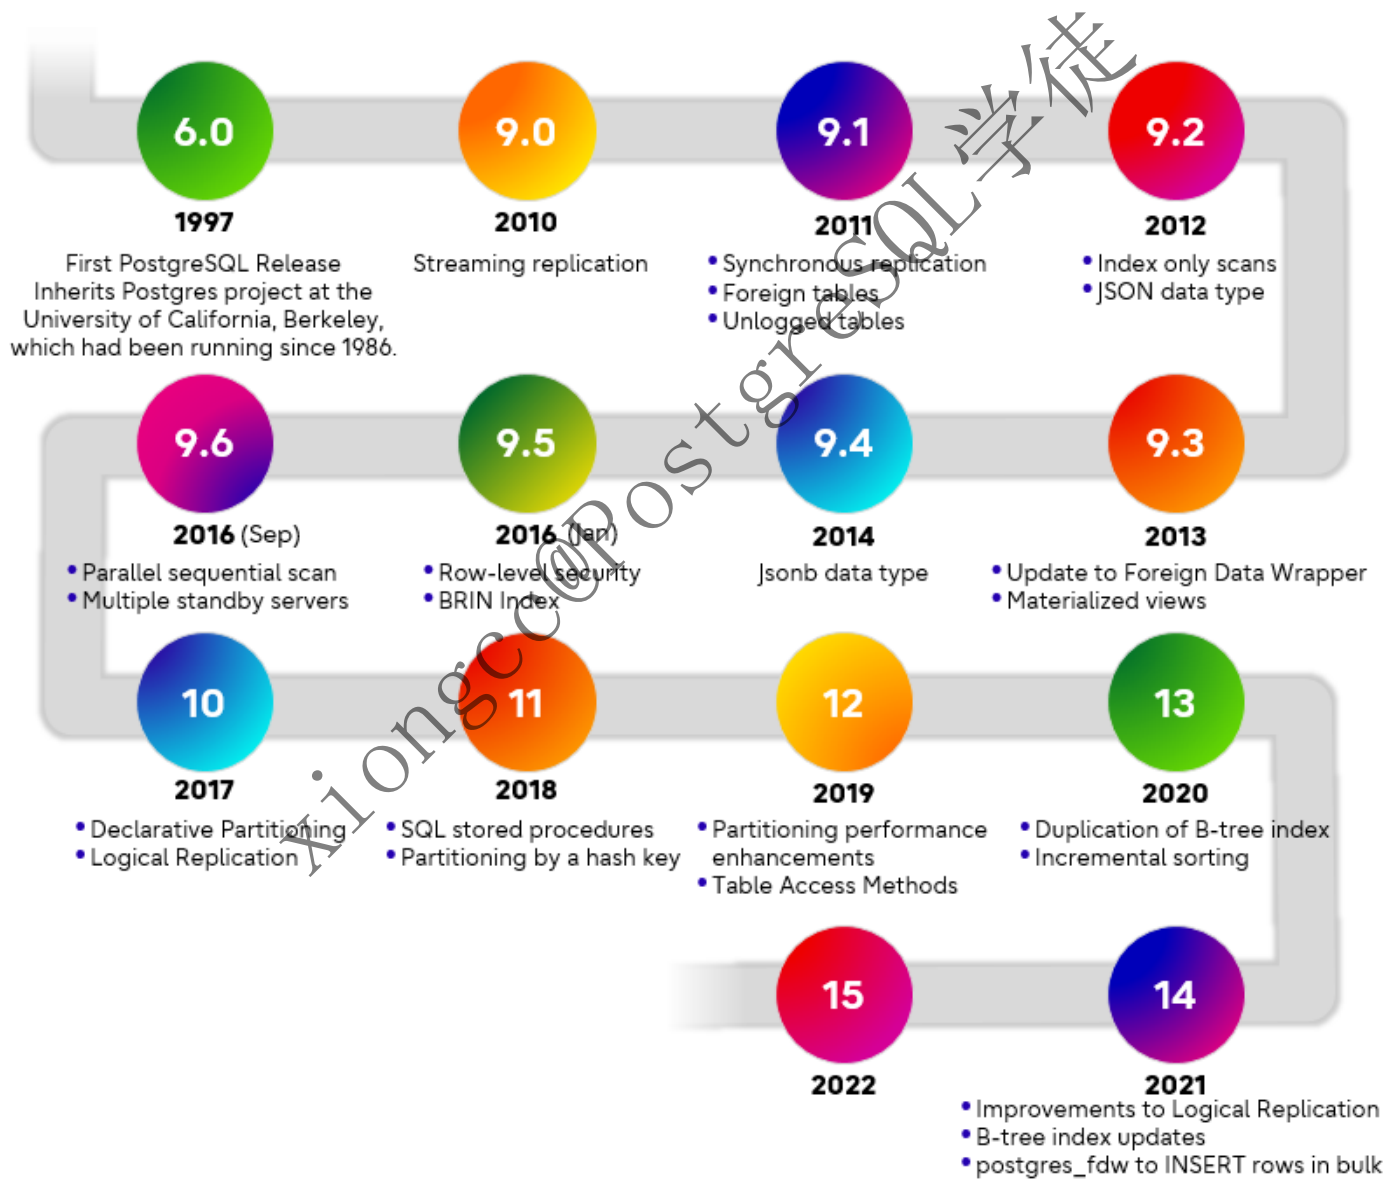 6.0
1997
First PostgreSQL Release
Inherits Postgres project at the
University of California, Berkeley,
which had been running since 1986.
9.0
2010
Streaming replication
9.1
2011
• Synchronous replication
• Foreign tables
• Unlogged tables
9.2
2012
• Index only scans
• JSON data type
9.3
2013
• Update to Foreign Data Wrapper
• Materialized views
9.4
2014
Jsonb data type
9.5
2016 (Jan)
• Row-level security
• BRIN Index
9.6
2016 (Sep)
• Parallel sequential scan
• Multiple standby servers
10
2017
• Declarative Partitioning
• Logical Replication
11
2018
• SQL stored procedures
• Partitioning by a hash key
12
2019
• Partitioning performance
enhancements
• Table Access Methods
13
2020
• Duplication of B-tree index
• Incremental sorting
14
2021
• Improvements to Logical Replication
• B-tree index updates
• postgres_fdw to INSERT rows in bulk
15
2022
xiongcc@PostgreSQL学徒